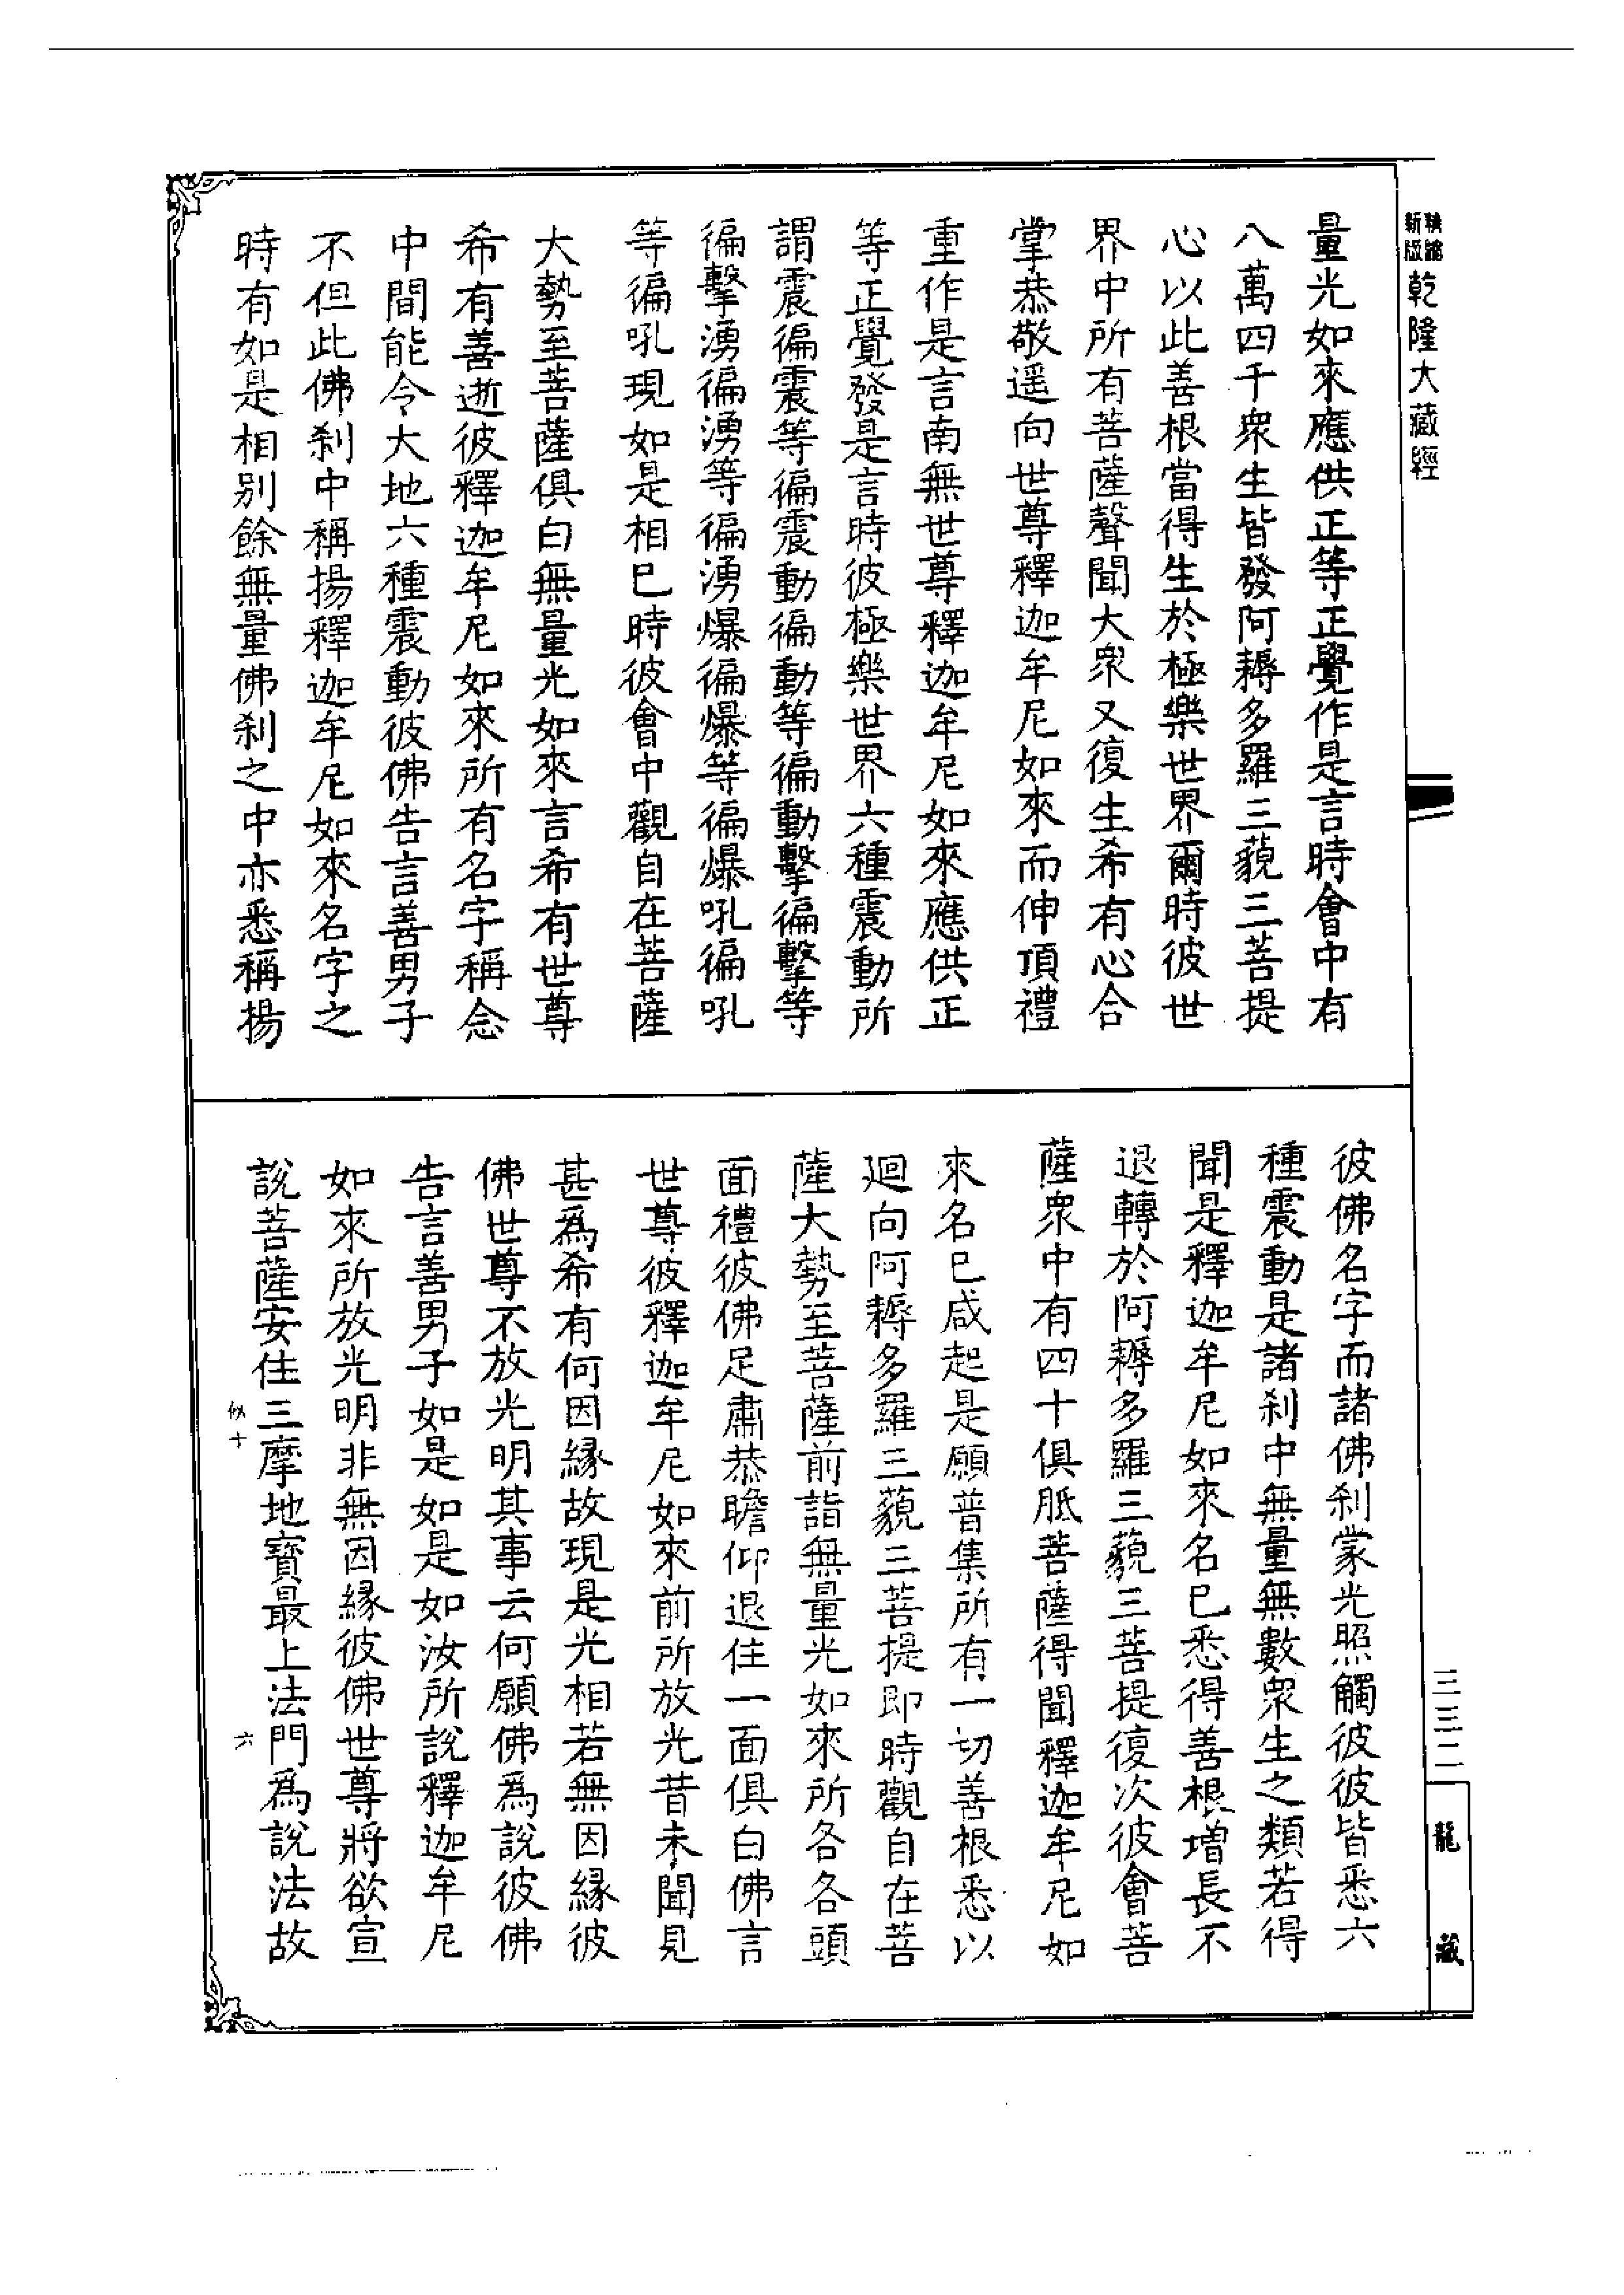 新版
精縮
乾隆大藏經
量光如來應供正等正覺作是言時會中有
八萬四千衆生皆發阿耨多羅三藐三菩提
心以此善根當得生於極樂世界爾時彼世
界中所有菩薩聲聞大衆又復生希有心合
掌恭敬遥向世尊釋迦牟尼如來而伸頂禮
重作是言南無世尊釋迦牟尼如來應供正
等正覺發是言時彼極樂世界六種震動所
謂震徧震等徧震動徧動等徧動擊徧擊等
徧擊湧徧湧等徧湧爆徧爆等徧爆吼徧吼
等徧吼現如是相已時彼會中觀自在菩薩
大勢至菩薩俱白無量光如來言希有世尊
希有善逝彼釋迦牟尼如來所有名字稱念
中間能令大地六種震動彼佛告言善男子
不但此佛刹中稱揚釋迦牟尼如來名字之
時有如是相別餘無量佛刹之中亦悉稱揚
彼佛名字而諸佛刹蒙光照觸彼彼皆悉六
種震動是諸刹中無量無數衆生之類若得
聞是釋迦牟尼如來名已悉得善根增長不
退轉於阿耨多羅三藐三菩提復次彼會菩
薩衆中有四十俱胝菩薩得聞釋迦牟尼如
來名已咸起是願普集所有一切善根悉以
廻向阿耨多羅三藐三菩提即時觀自在菩
薩大勢至菩薩前詣無量光如來所各各頭
面禮彼佛足肅恭瞻仰退住一面俱白佛言
世尊彼釋迦牟尼如來前所放光昔未聞見
甚爲希有何因緣故現是光相若無因緣彼
佛世尊不放光明其事云何願佛爲說彼佛
告言善男子如是如是如汝所說釋迦牟尼
如來所放光明非無因緣彼佛世尊將欲宣
說菩薩安住三摩地寶最上法門爲說法故
十
六
三三二
龍藏